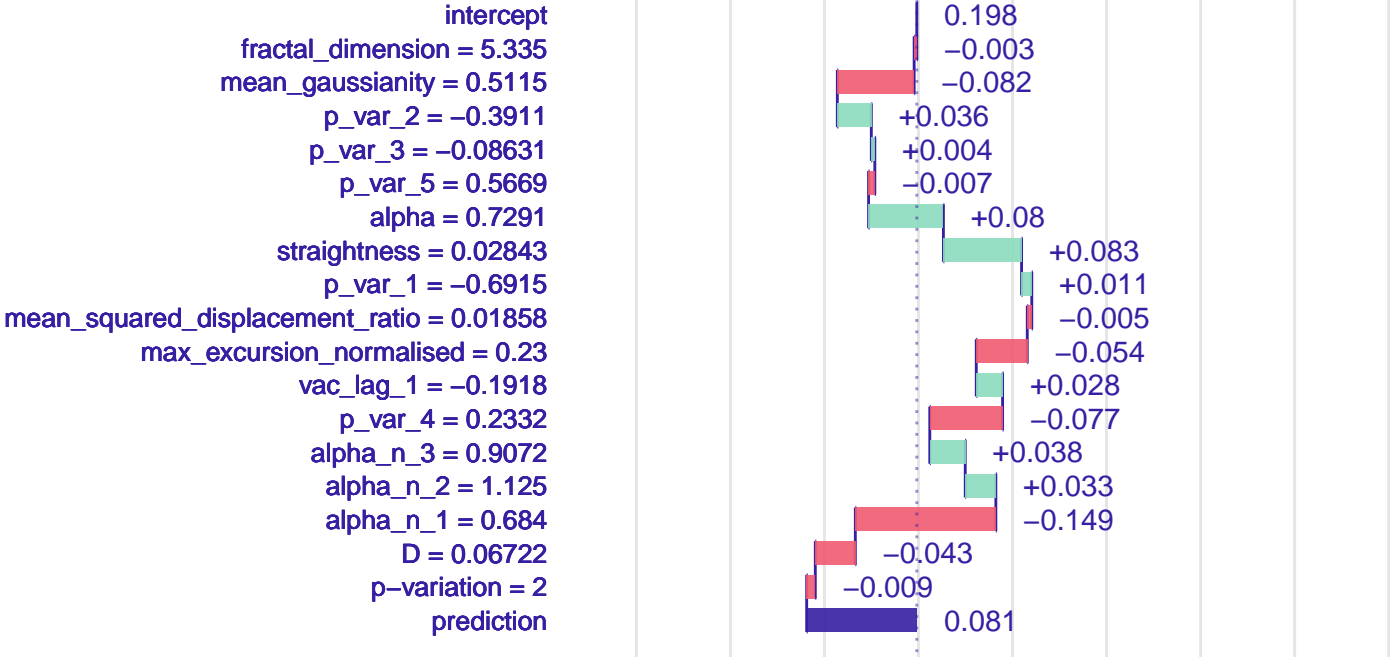 intercept 0.198
fractal_dimension = 5.335 −0.003
mean_gaussianity = 0.5115 −0.082
p_var_2 = −0.3911 +0.036
p_var_3 = −0.08631 +0.004
p_var_5 = 0.5669 −0.007
alpha = 0.7291 +0.08
straightness = 0.02843 +0.083
p_var_1 = −0.6915 +0.011
mean_squared_displacement_ratio = 0.01858 −0.005
max_excursion_normalised = 0.23 −0.054
vac_lag_1 = −0.1918 +0.028
p_var_4 = 0.2332 −0.077
alpha_n_3 = 0.9072 +0.038
alpha_n_2 = 1.125 +0.033
alpha_n_1 = 0.684 −0.149
D = 0.06722 −0.043
p−variation = 2 −0.009
prediction 0.081